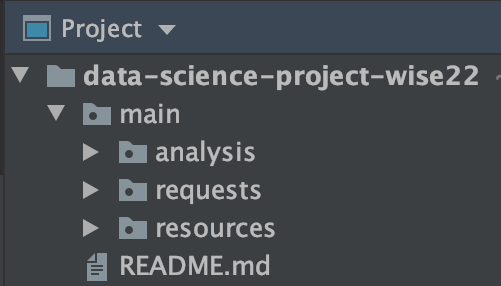 Project
data-science-project-wise22 ~
main
analysis
requests
resources
README.md